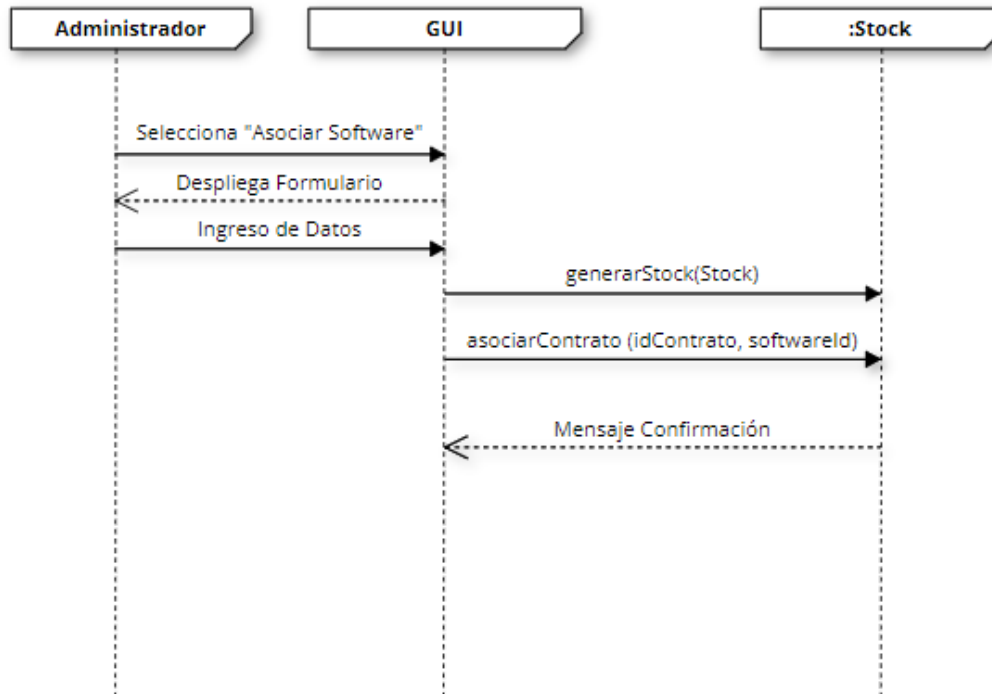 Administrador
GUI
:Stock
Selecciona "Asociar Software"
Despliega Formulario
Ingreso de Datos
generarStock(Stock)
asociarContrato (idContrato, softwareId)
Mensaje Confirmación